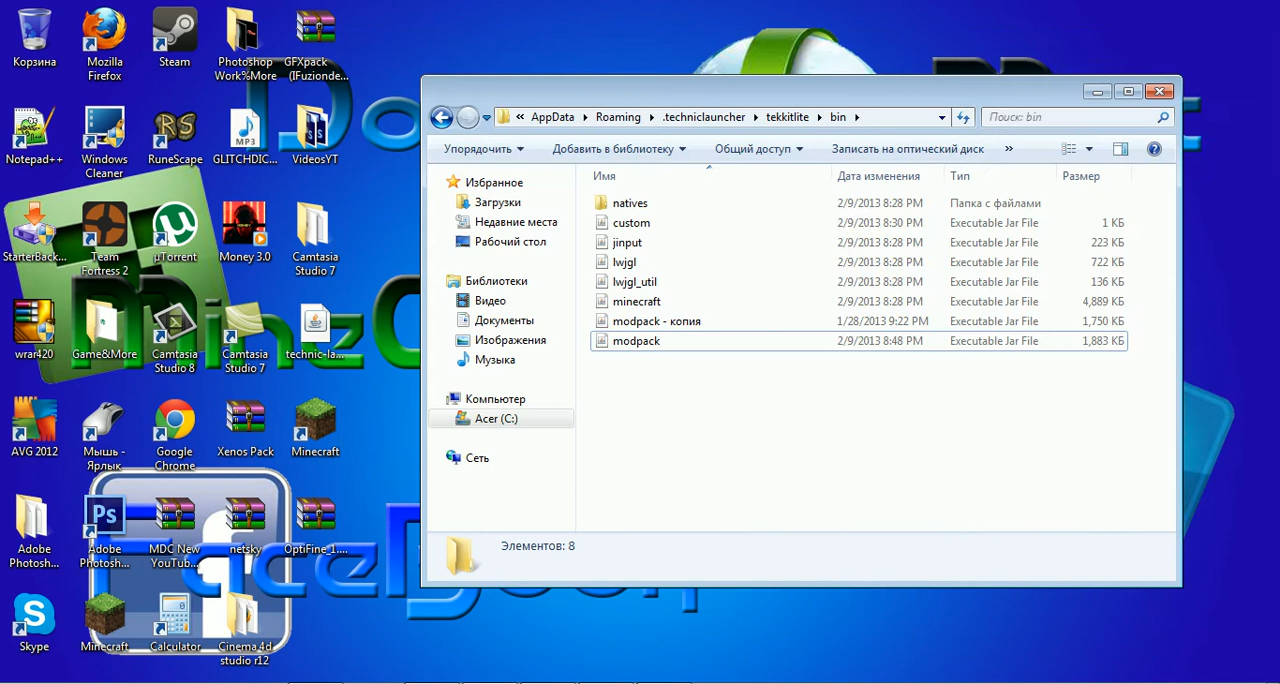 Корзина
Mozilla
Firefox
Steam
Photoshop
Work%More
GFXpack
(IFuzionde...
Notepad++
Windows
Cleaner
RuneScape
GLITCHDIC...
VideosYT
StarterBack...
Team
Fortress 2
µTorrent
Money 3.0
Camtasia
Studio 7
wrar420
Game&More
Camtasia
Studio 8
Camtasia
Studio 7
technic-la...
AVG 2012
Мышь -
Ярлык
Google
Chrome
Xenos Pack
Minecraft
Adobe
Photosh...
Adobe
Photosh...
MDC New
YouTub...
netsky
OptiFine_1....
Skype
Minecraft
Calculator
Cinema 4d
studio r12
« AppData Roaming .techniclauncher tekkitlite bin
Поиск: bin
Упорядочить Добавить в библиотеку Общий доступ Записать на оптический диск »
Избранное
Загрузки
Недавние места
Рабочий стол
Библиотеки
Видео
Документы
Изображения
Музыка
Компьютер
Acer (C:)
Сеть
Имя Дата изменения Тип Размер
natives 2/9/2013 8:28 PM Папка с файлами
custom 2/9/2013 8:30 PM Executable Jar File 1 КБ
jinput 2/9/2013 8:28 PM Executable Jar File 223 КБ
lwjgl 2/9/2013 8:28 PM Executable Jar File 722 КБ
lwjgl_util 2/9/2013 8:28 PM Executable Jar File 136 КБ
minecraft 2/9/2013 8:28 PM Executable Jar File 4,889 КБ
modpack - копия 1/28/2013 9:22 PM Executable Jar File 1,750 КБ
modpack 2/9/2013 8:48 PM Executable Jar File 1,883 КБ
Элементов: 8